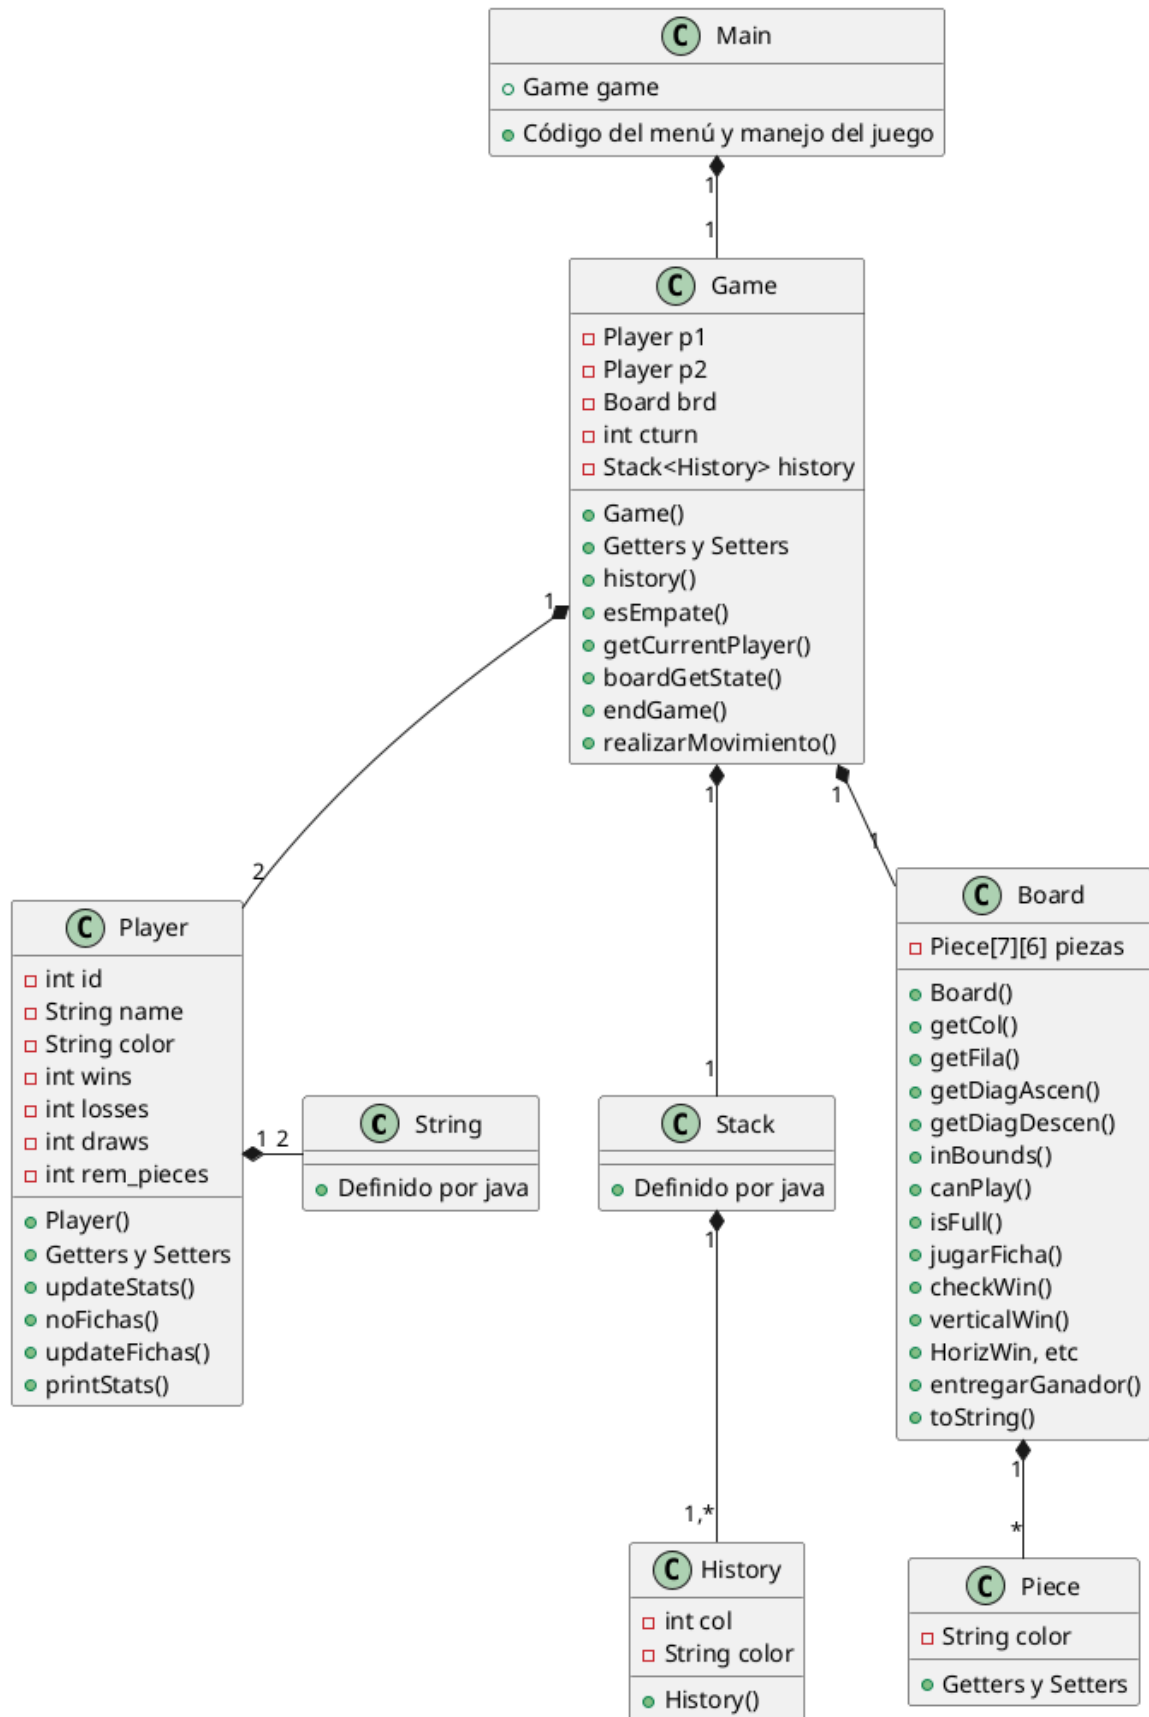 C Main
Game game
Código del menú y manejo del juego
1
1
C Game
Player p1
Player p2
Board brd
int cturn
Stack<History> history
Game()
Getters y Setters
history()
esEmpate()
getCurrentPlayer()
boardGetState()
endGame()
realizarMovimiento()
1
2
1
1
1
1
C Player
int id
String name
String color
int wins
int losses
int draws
int rem_pieces
Player()
Getters y Setters
updateStats()
noFichas()
updateFichas()
printStats()
1 2
C String
Definido por java
C Stack
Definido por java
1
1,*
C History
int col
String color
History()
C Board
Piece[7][6] piezas
Board()
getCol()
getFila()
getDiagAscen()
getDiagDescen()
inBounds()
canPlay()
isFull()
jugarFicha()
checkWin()
verticalWin()
HorizWin, etc
entregarGanador()
toString()
1
*
C Piece
String color
Getters y Setters